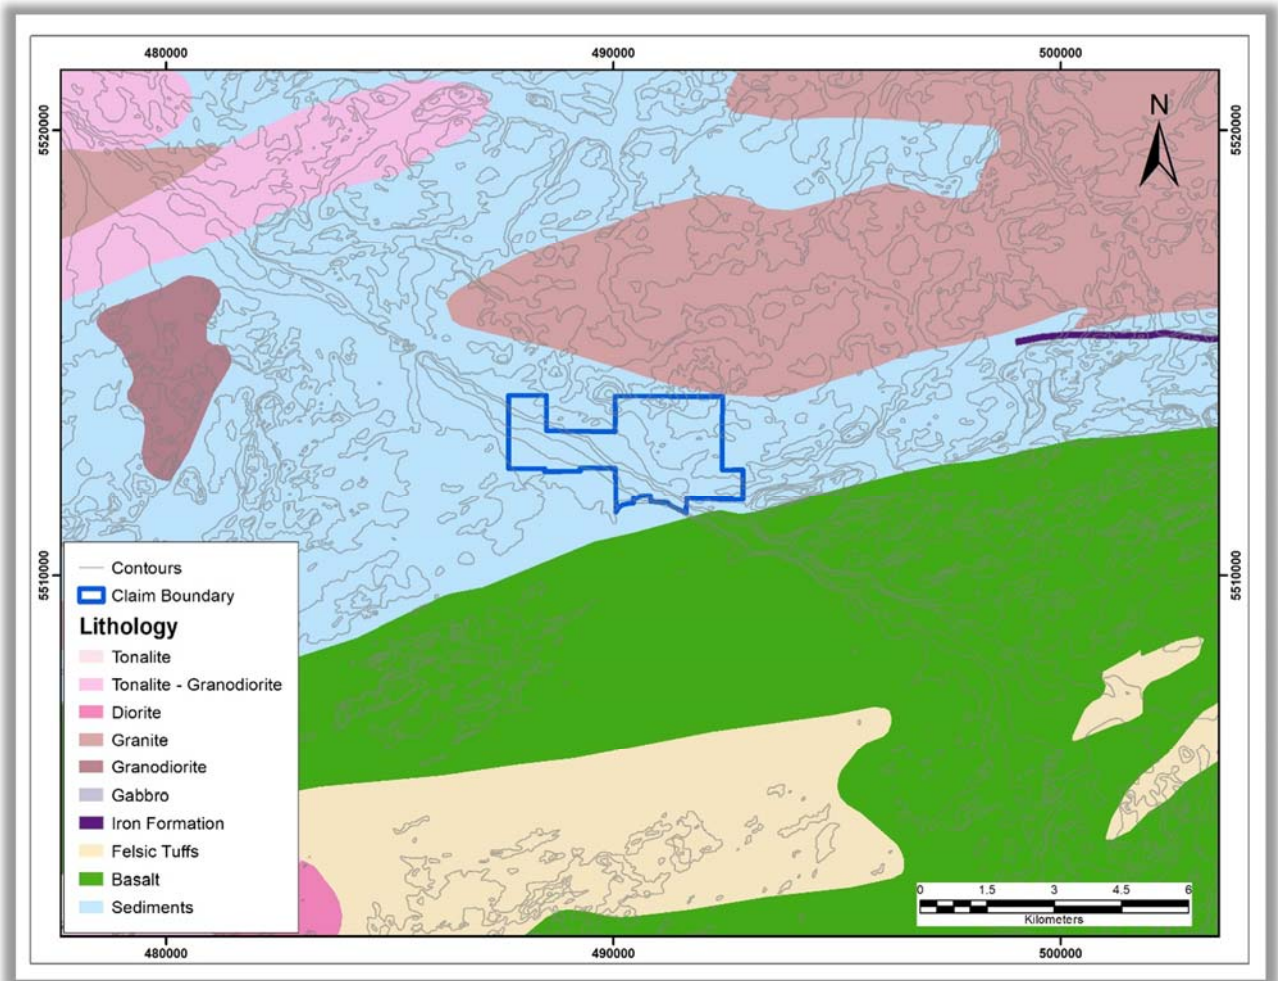 480000
490000
500000
5520000
5520000
N
5510000
5510000
Contours
Claim Boundary
Lithology
Tonalite
Tonalite - Granodiorite
Diorite
Granite
Granodiorite
Gabbro
Iron Formation
Felsic Tuffs
Basalt
Sediments
0 1.5 3 4.5 6
Kilometers
480000
490000
500000